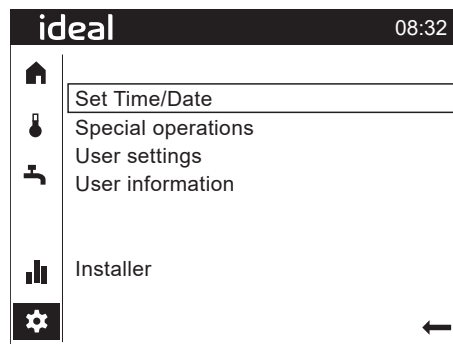 ideal 08:32
Set Time/Date
Special operations
User settings
User information
Installer